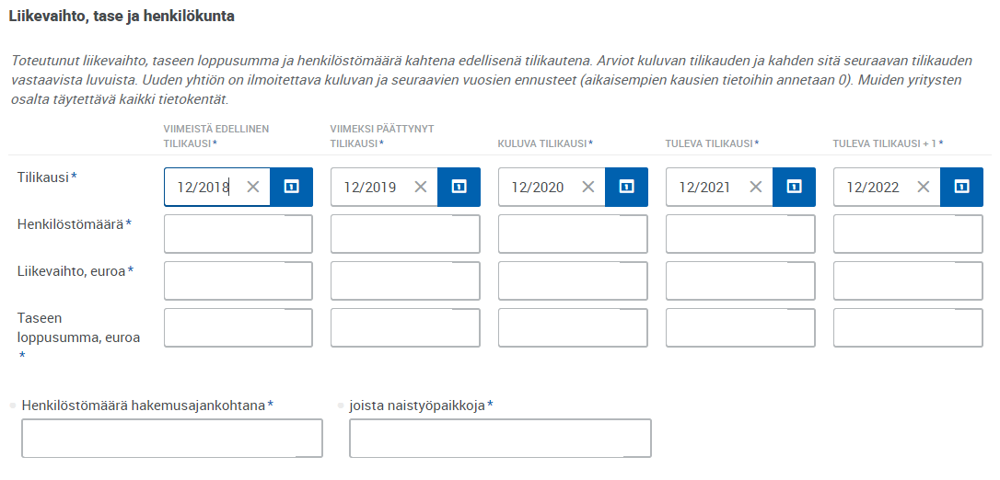 Liikevaihto, tase ja henkilökunta
Toteutunut liikevaihto, taseen loppusumma ja henkilöstömäärä kahtena edellisenä tilikautena. Arviot kuluvan tilikauden ja kahden sitä seuraavan tilikauden
vastaavista luvuista. Uuden yhtiön on ilmoitettava kuluvan ja seuraavien vuosien ennusteet (aikaisempien kausien tietoihin annetaan 0). Muiden yritysten
osalta täytettävä kaikki tietokentät.
VIIMEISTÄ EDELLINEN
TILIKAUSI *
VIIMEKSI PÄÄTTYNYT
TILIKAUSI *
KULUVA TILIKAUSI *
TULEVA TILIKAUSI *
TULEVA TILIKAUSI + 1 *
Tilikausi *
12/2018
12/2019
12/2020
12/2021
12/2022
Henkilöstömäärä *
Liikevaihto, euroa *
Taseen
loppusumma, euroa
*
Henkilöstömäärä hakemusajankohtana *
joista naistyöpaikkoja *